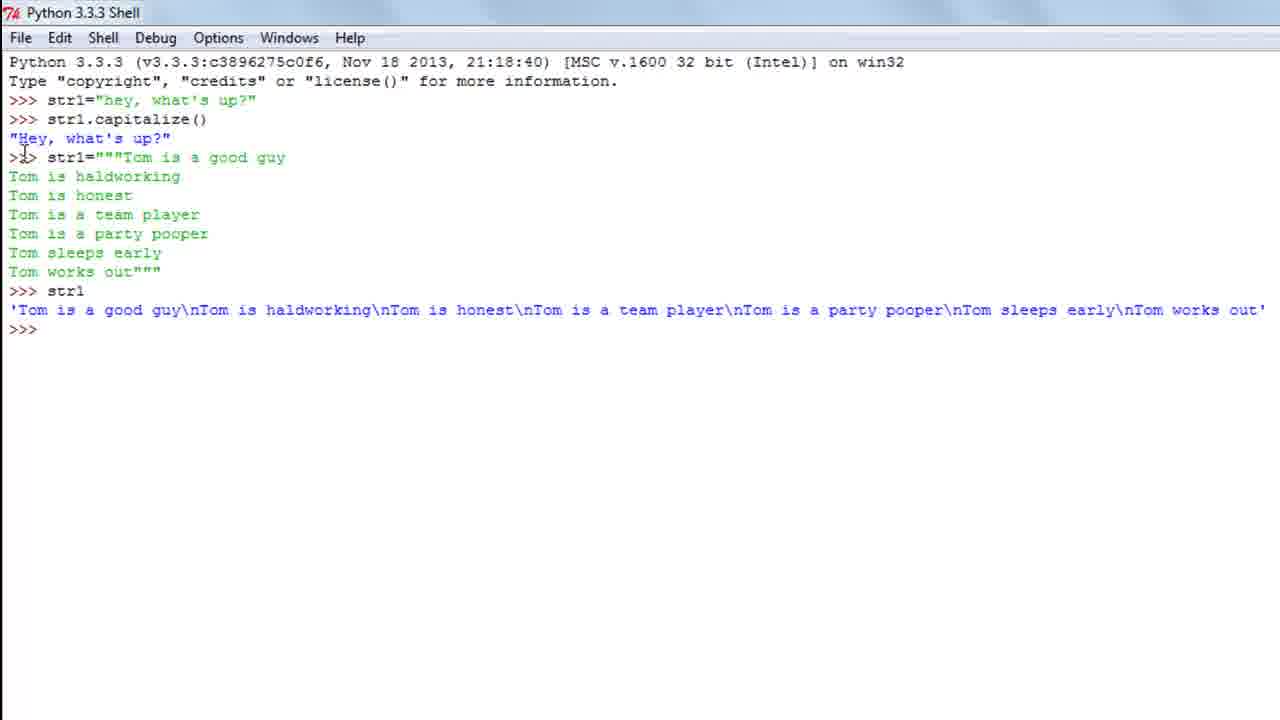 Python 3.3.3 Shell
File Edit Shell Debug Options Windows Help
Python 3.3.3 (v3.3.3:c3896275c0f6, Nov 18 2013, 21:18:40) [MSC v.1600 32 bit (Intel)] on win32
Type "copyright", "credits" or "license()" for more information.
>>> str1="hey, what's up?"
>>> str1.capitalize()
"Hey, what's up?"
>>> str1="""Tom is a good guy
Tom is haldworking
Tom is honest
Tom is a team player
Tom is a party pooper
Tom sleeps early
Tom works out"""
>>> str1
'Tom is a good guy\nTom is haldworking\nTom is honest\nTom is a team player\nTom is a party pooper\nTom sleeps early\nTom works out'
>>>